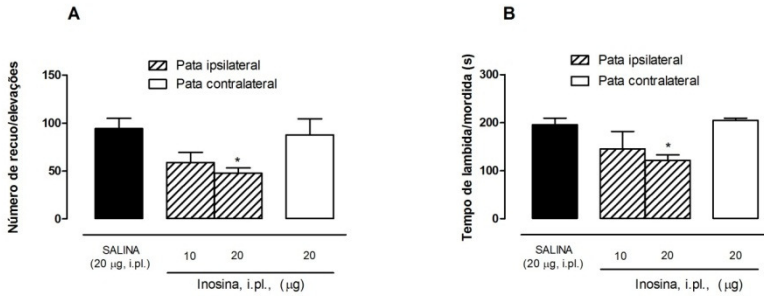 A
Número de recuo/elevações
Pata ipsilateral
Pata contralateral
150
100
50
0
*
SALINA
(20 μg, i.pl.)
10
20
20
Inosina, i.pl., (μg)
B
Tempo de lambida/mordida (s)
Pata ipsilateral
Pata contralateral
300
200
100
0
*
SALINA
(20 μg, i.pl.)
10
20
20
Inosina, i.pl., (μg)